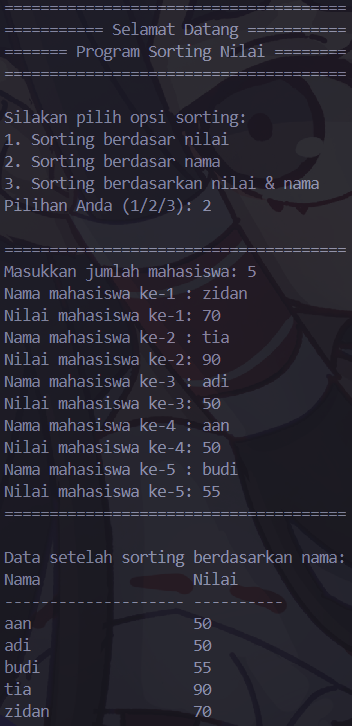 ======================================
=========== Selamat Datang ===========
======= Program Sorting Nilai ========
======================================
Silakan pilih opsi sorting:
1. Sorting berdasar nilai
2. Sorting berdasar nama
3. Sorting berdasarkan nilai & nama
Pilihan Anda (1/2/3): 2
======================================
Masukkan jumlah mahasiswa: 5
Nama mahasiswa ke-1 : zidan
Nilai mahasiswa ke-1: 70
Nama mahasiswa ke-2 : tia
Nilai mahasiswa ke-2: 90
Nama mahasiswa ke-3 : adi
Nilai mahasiswa ke-3: 50
Nama mahasiswa ke-4 : aan
Nilai mahasiswa ke-4: 50
Nama mahasiswa ke-5 : budi
Nilai mahasiswa ke-5: 55
======================================
Data setelah sorting berdasarkan nama:
Nama                 Nilai
-------------------- ----------
aan                  50
adi                  50
budi                 55
tia                  90
zidan                70